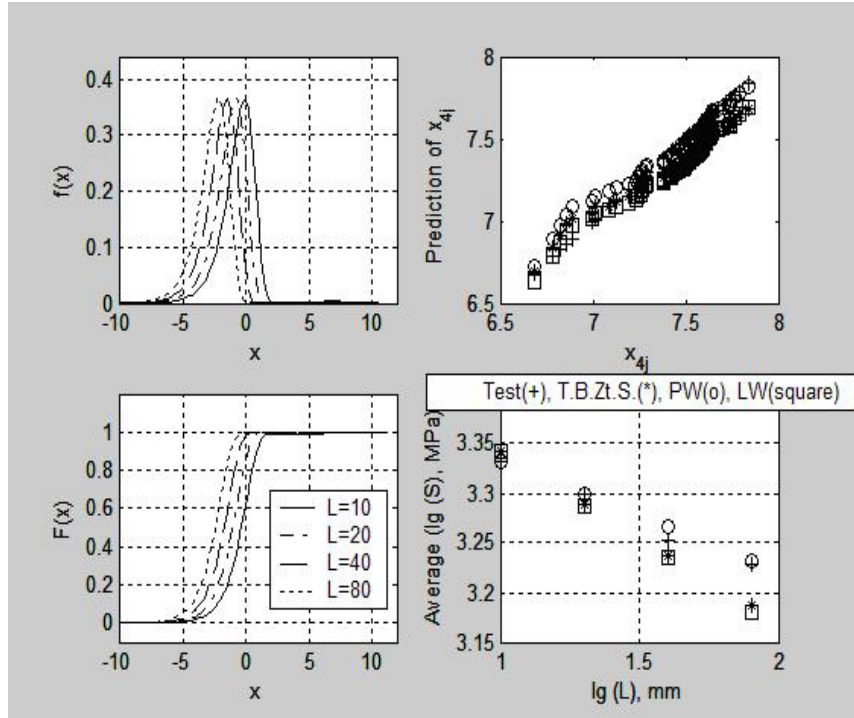 0.4
0.3
0.2
0.1
0
f(x)
-10 -5 0 5 10
x
8
7.5
7
6.5
Prediction of x4j
6.5 7 7.5 8
x4j
1
0.8
0.6
0.4
0.2
0
F(x)
L=10
L=20
L=40
L=80
-10 -5 0 5 10
x
Test(+), T.B.Zt.S.(*), PW(o), LW(square)
3.35
3.3
3.25
3.2
3.15
Average (lg (S), MPa)
1 1.5 2
lg (L), mm